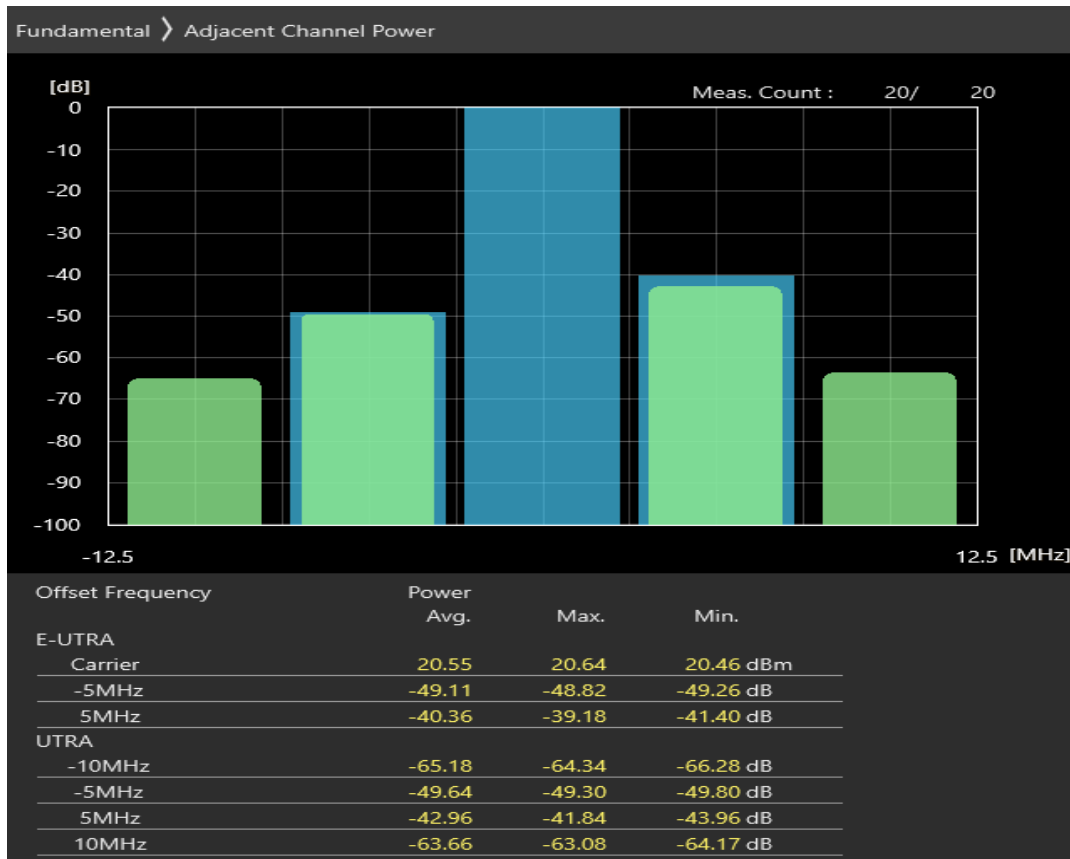 Fundamental 〉 Adjacent Channel Power
[dB]
Meas. Count : 20/ 20
0
-10
-20
-30
-40
-50
-60
-70
-80
-90
-100
-12.5 12.5 [MHz]
Offset Frequency Power
Avg. Max. Min.
E-UTRA
Carrier 20.55 20.64 20.46 dBm
-5MHz -49.11 -48.82 -49.26 dB
5MHz -40.36 -39.18 -41.40 dB
UTRA
-10MHz -65.18 -64.34 -66.28 dB
-5MHz -49.64 -49.30 -49.80 dB
5MHz -42.96 -41.84 -43.96 dB
10MHz -63.66 -63.08 -64.17 dB